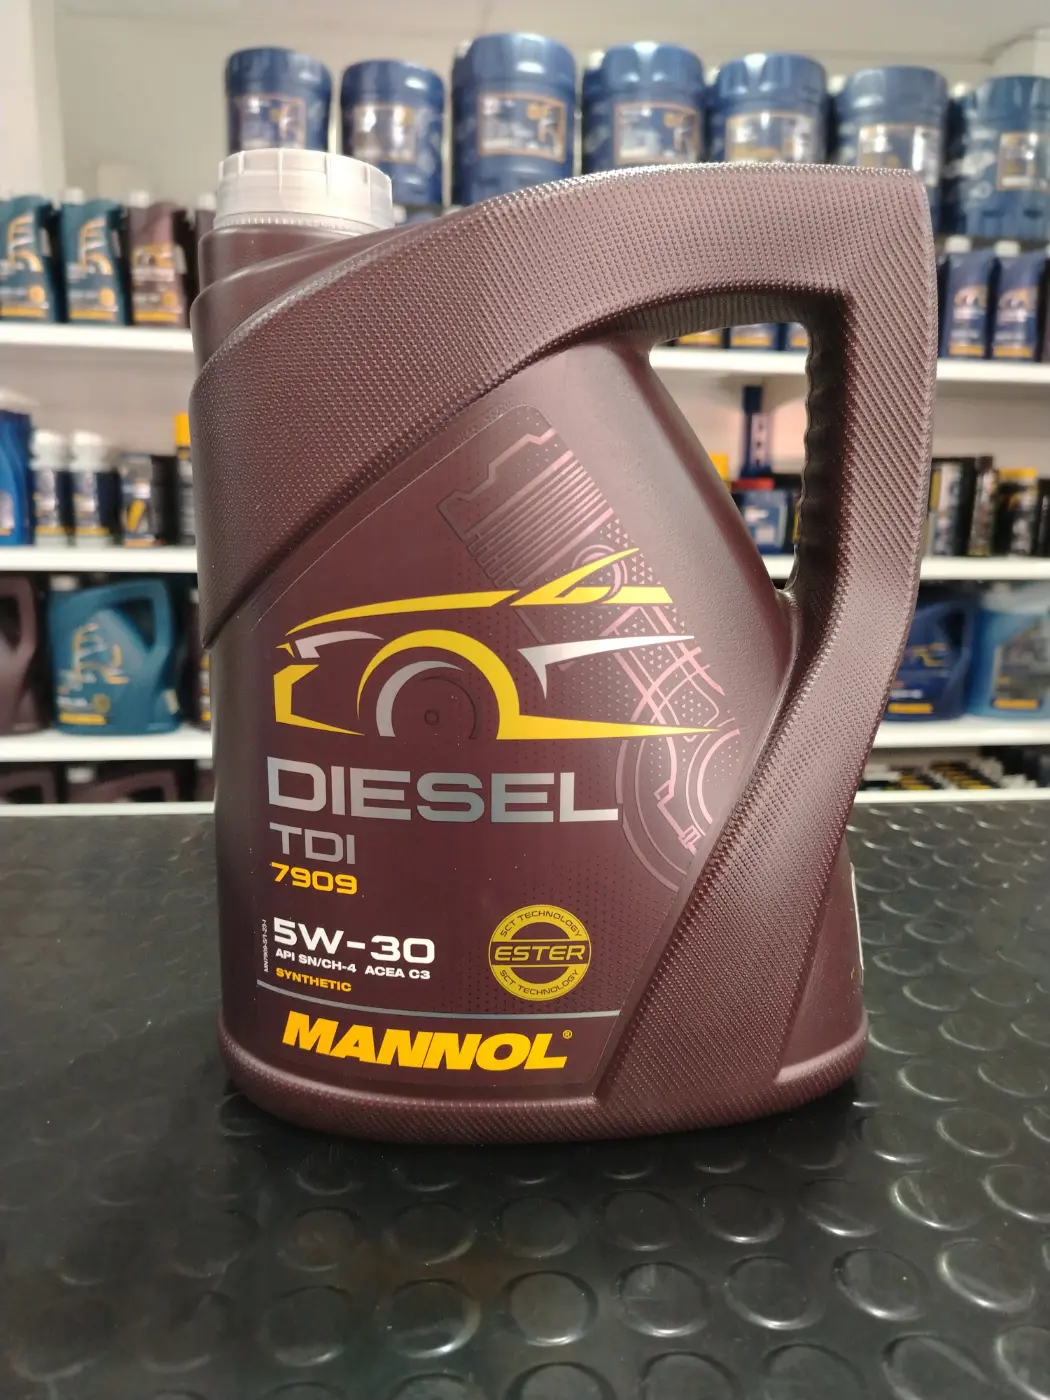 DIESEL
TDI
7909
5W-30
API SN/CH-4 ACEA C3
SYNTHETIC
SCT TECHNOLOGY
ESTER
SCT TECHNOLOGY
MANNOL®